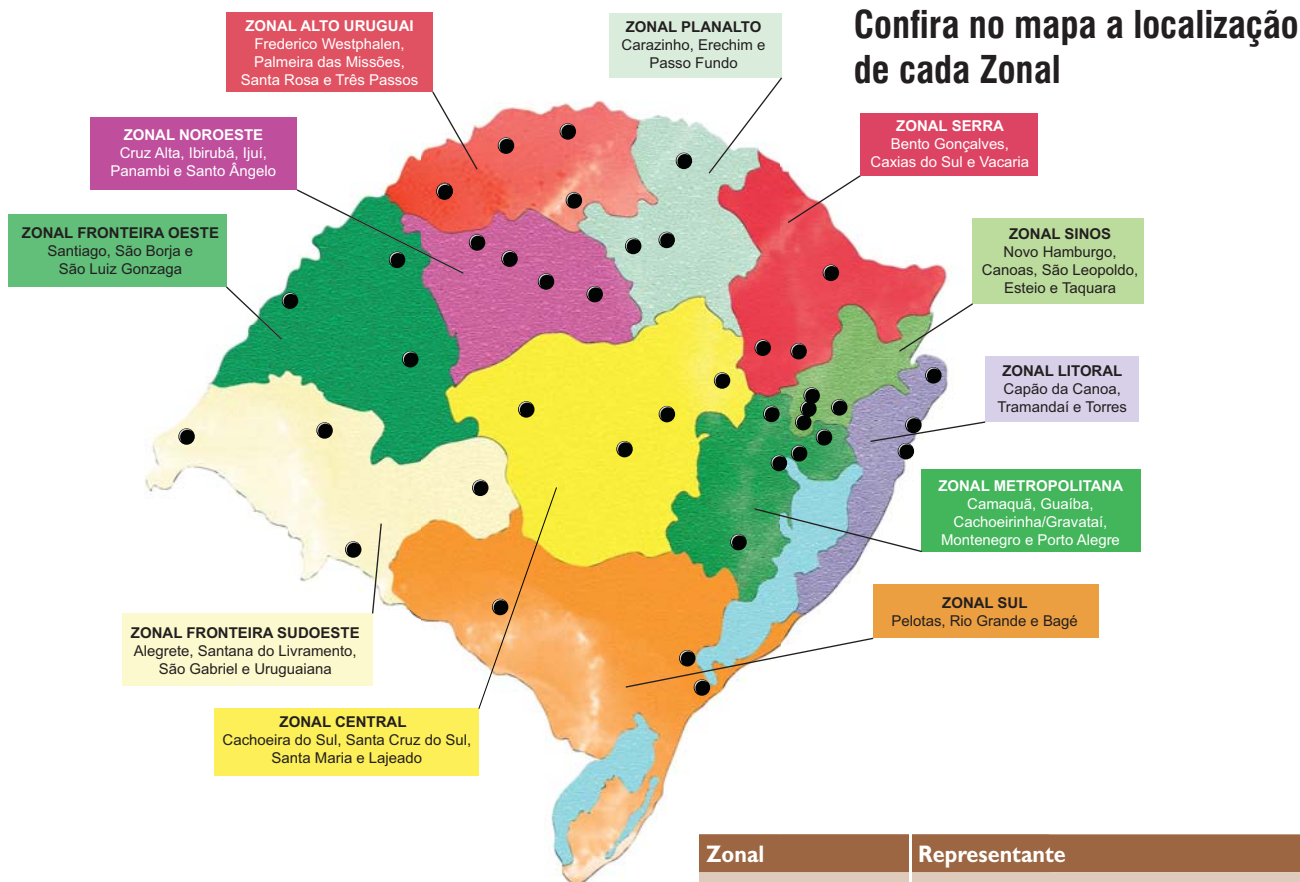 Confira no mapa a localização
de cada Zonal
ZONAL ALTO URUGUAI
Frederico Westphalen,
Palmeira das Missões,
Santa Rosa e Três Passos
ZONAL PLANALTO
Carazinho, Erechim e
Passo Fundo
ZONAL NOROESTE
Cruz Alta, Ibirubá, Ijuí,
Panambi e Santo Ângelo
ZONAL SERRA
Bento Gonçalves,
Caxias do Sul e Vacaria
ZONAL FRONTEIRA OESTE
Santiago, São Borja e
São Luiz Gonzaga
ZONAL SINOS
Novo Hamburgo,
Canoas, São Leopoldo,
Esteio e Taquara
ZONAL LITORAL
Capão da Canoa,
Tramandaí e Torres
ZONAL METROPOLITANA
Camaquã, Guaíba,
Cachoeirinha/Gravataí,
Montenegro e Porto Alegre
ZONAL SUL
Pelotas, Rio Grande e Bagé
ZONAL FRONTEIRA SUDOESTE
Alegrete, Santana do Livramento,
São Gabriel e Uruguaiana
ZONAL CENTRAL
Cachoeira do Sul, Santa Cruz do Sul,
Santa Maria e Lajeado
Zonal Representante